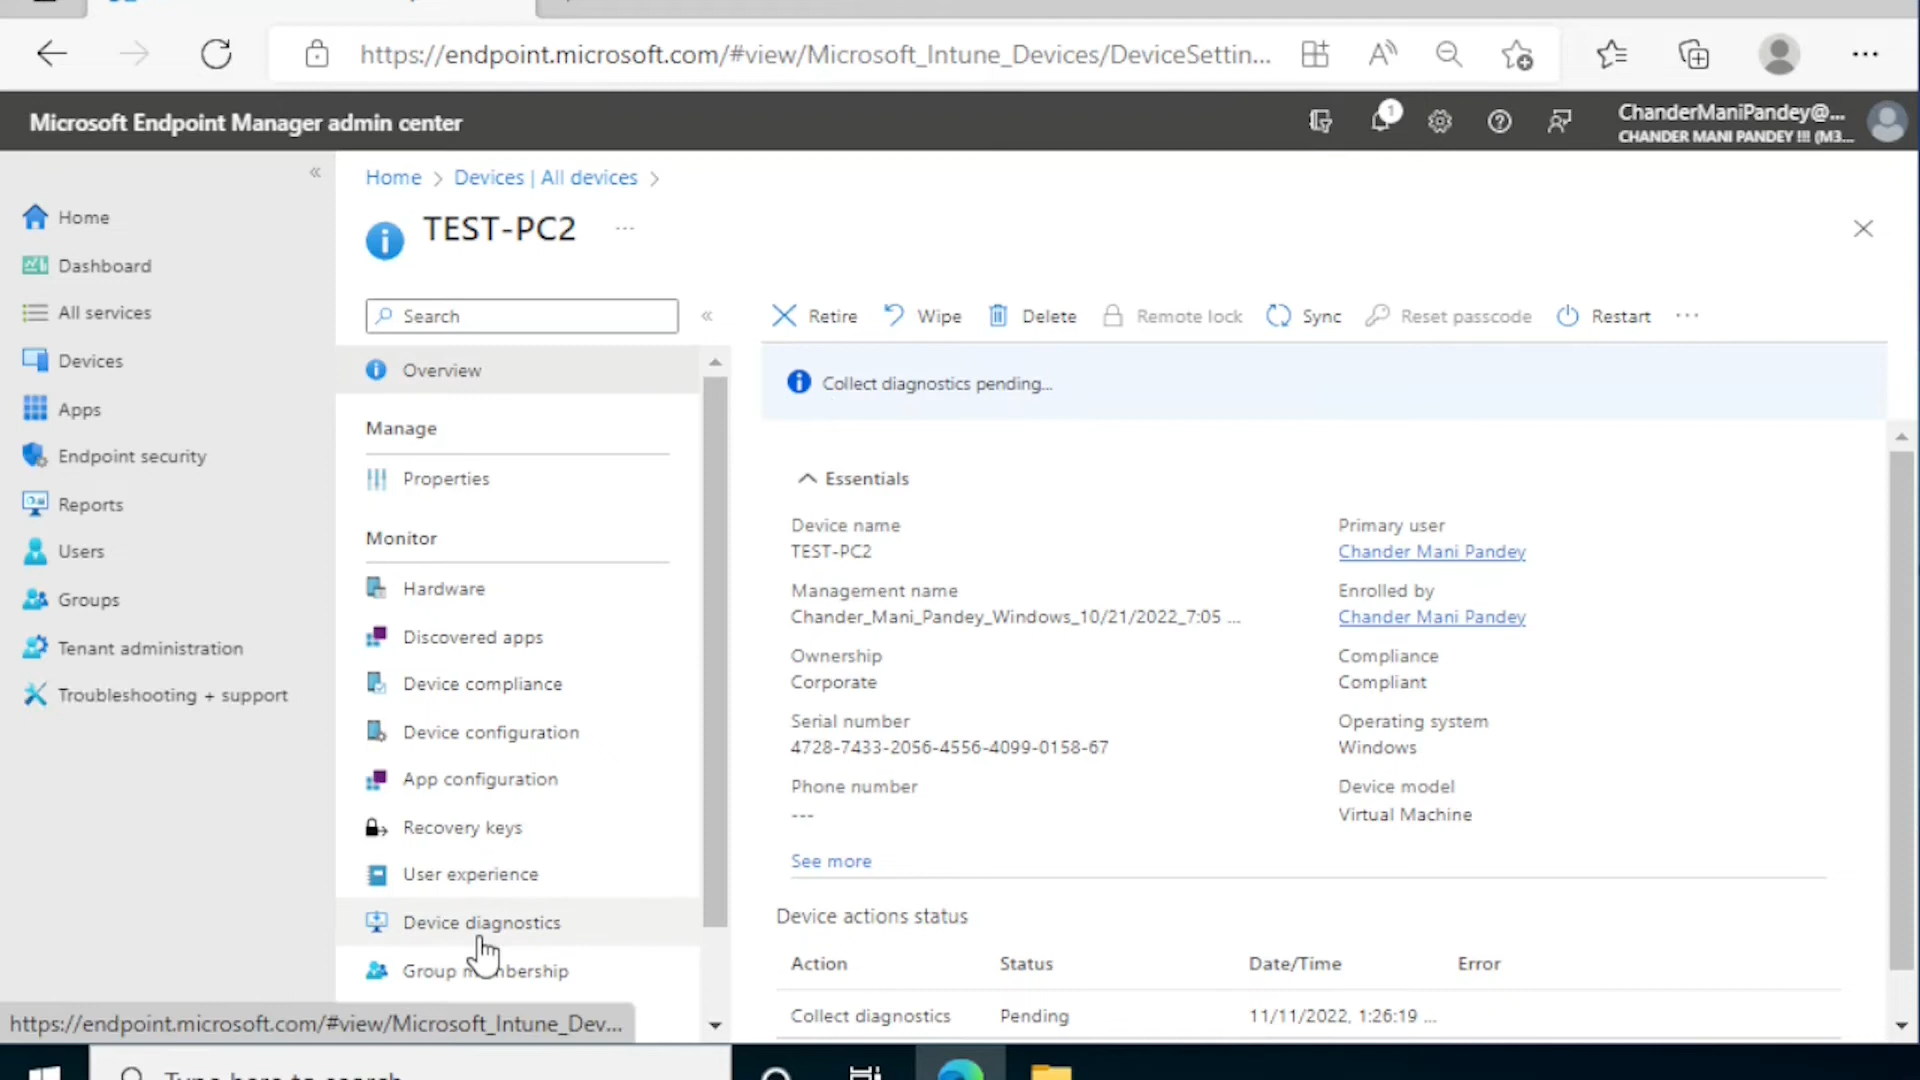 https://endpoint.microsoft.com/#view/Microsoft_Intune_Devices/DeviceSettin...
Microsoft Endpoint Manager admin center
1
ChanderManiPandey@...
CHANDER MANI PANDEY !!! (M3...
Home > Devices | All devices >
TEST-PC2
...
Home
Dashboard
All services
Devices
Apps
Endpoint security
Reports
Users
Groups
Tenant administration
Troubleshooting + support
Search
Overview
Manage
Properties
Monitor
Hardware
Discovered apps
Device compliance
Device configuration
App configuration
Recovery keys
User experience
Device diagnostics
Group membership
Retire Wipe Delete Remote lock Sync Reset passcode Restart ...
Collect diagnostics pending...
Essentials
Device name
TEST-PC2
Management name
Chander_Mani_Pandey_Windows_10/21/2022_7:05 ...
Ownership
Corporate
Serial number
4728-7433-2056-4556-4099-0158-67
Phone number
---
Primary user
Chander Mani Pandey
Enrolled by
Chander Mani Pandey
Compliance
Compliant
Operating system
Windows
Device model
Virtual Machine
See more
Device actions status
Action Status Date/Time Error
Collect diagnostics Pending 11/11/2022, 1:26:19 ...
https://endpoint.microsoft.com/#view/Microsoft_Intune_Dev...
Type here to search